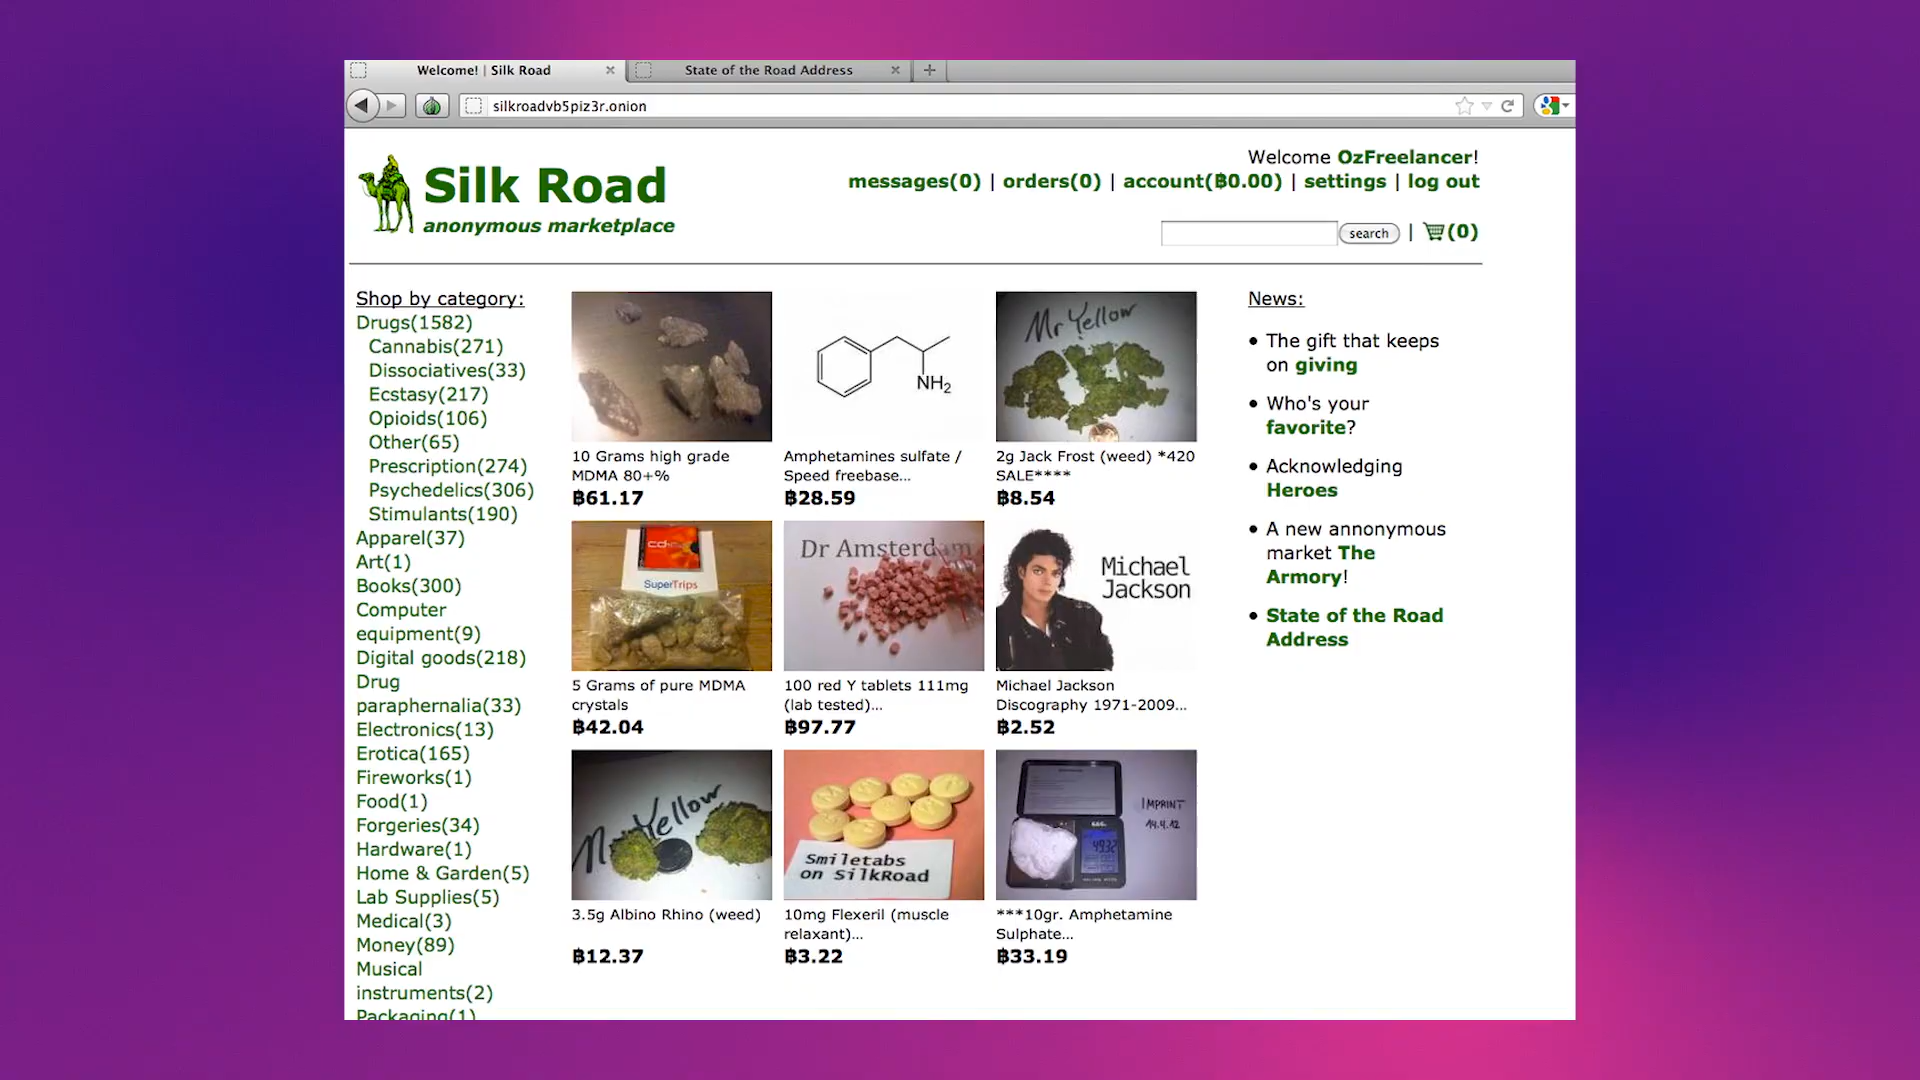 Welcome! | Silk Road
State of the Road Address
silkroadvb5piz3r.onion
Silk Road
anonymous marketplace
Welcome OzFreelancer!
messages(0) | orders(0) | account(฿0.00) | settings | log out
search | (0)
Shop by category:
Drugs(1582)
Cannabis(271)
Dissociatives(33)
Ecstasy(217)
Opioids(106)
Other(65)
Prescription(274)
Psychedelics(306)
Stimulants(190)
Apparel(37)
Art(1)
Books(300)
Computer
equipment(9)
Digital goods(218)
Drug
paraphernalia(33)
Electronics(13)
Erotica(165)
Fireworks(1)
Food(1)
Forgeries(34)
Hardware(1)
Home & Garden(5)
Lab Supplies(5)
Medical(3)
Money(89)
Musical
instruments(2)
Packaging(1)
10 Grams high grade
MDMA 80+%
฿61.17
NH2
Amphetamines sulfate /
Speed freebase...
฿28.59
Mr Yellow
2g Jack Frost (weed) *420
SALE****
฿8.54
SuperTrips
5 Grams of pure MDMA
crystals
฿42.04
Dr Amsterdam
100 red Y tablets 111mg
(lab tested)...
฿97.77
Michael
Jackson
Michael Jackson
Discography 1971-2009...
฿2.52
Mr Yellow
3.5g Albino Rhino (weed)
฿12.37
Smiletabs
on SilkRoad
10mg Flexeril (muscle
relaxant)...
฿3.22
IMPRINT
14.4.12
***10gr. Amphetamine
Sulphate...
฿33.19
News:
The gift that keeps
on giving
Who's your
favorite?
Acknowledging
Heroes
A new annonymous
market The
Armory!
State of the Road
Address